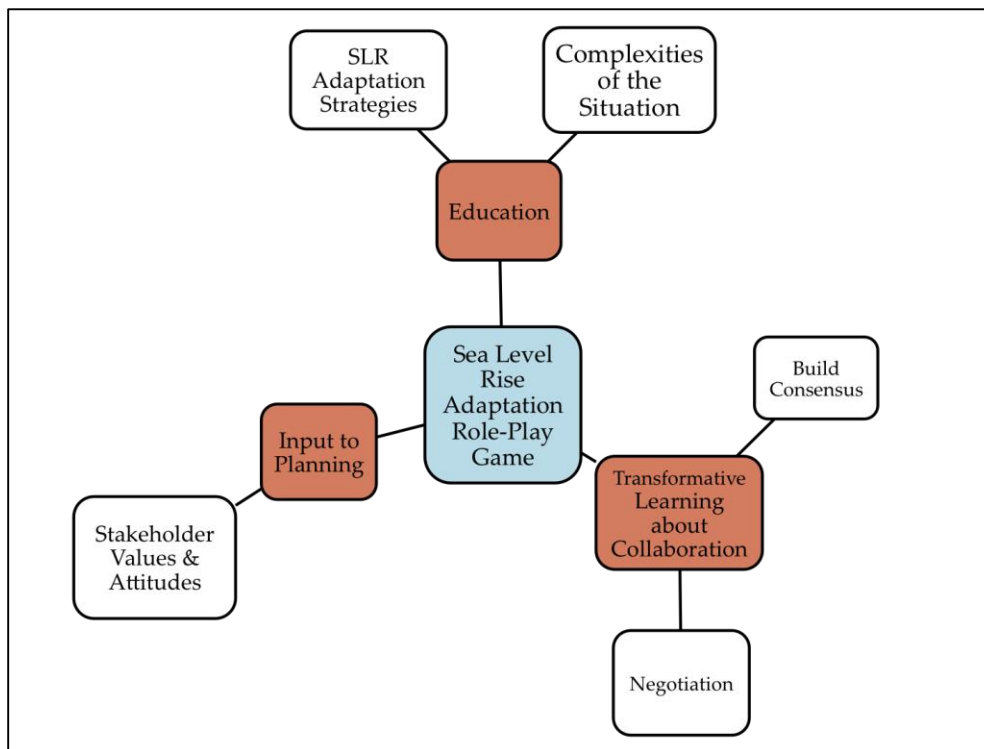 SLR
Adaptation
Strategies
Complexities
of the
Situation
Education
Sea Level
Rise
Adaptation
Role-Play
Game
Build
Consensus
Input to
Planning
Transformative
Learning
about
Collaboration
Stakeholder
Values &
Attitudes
Negotiation